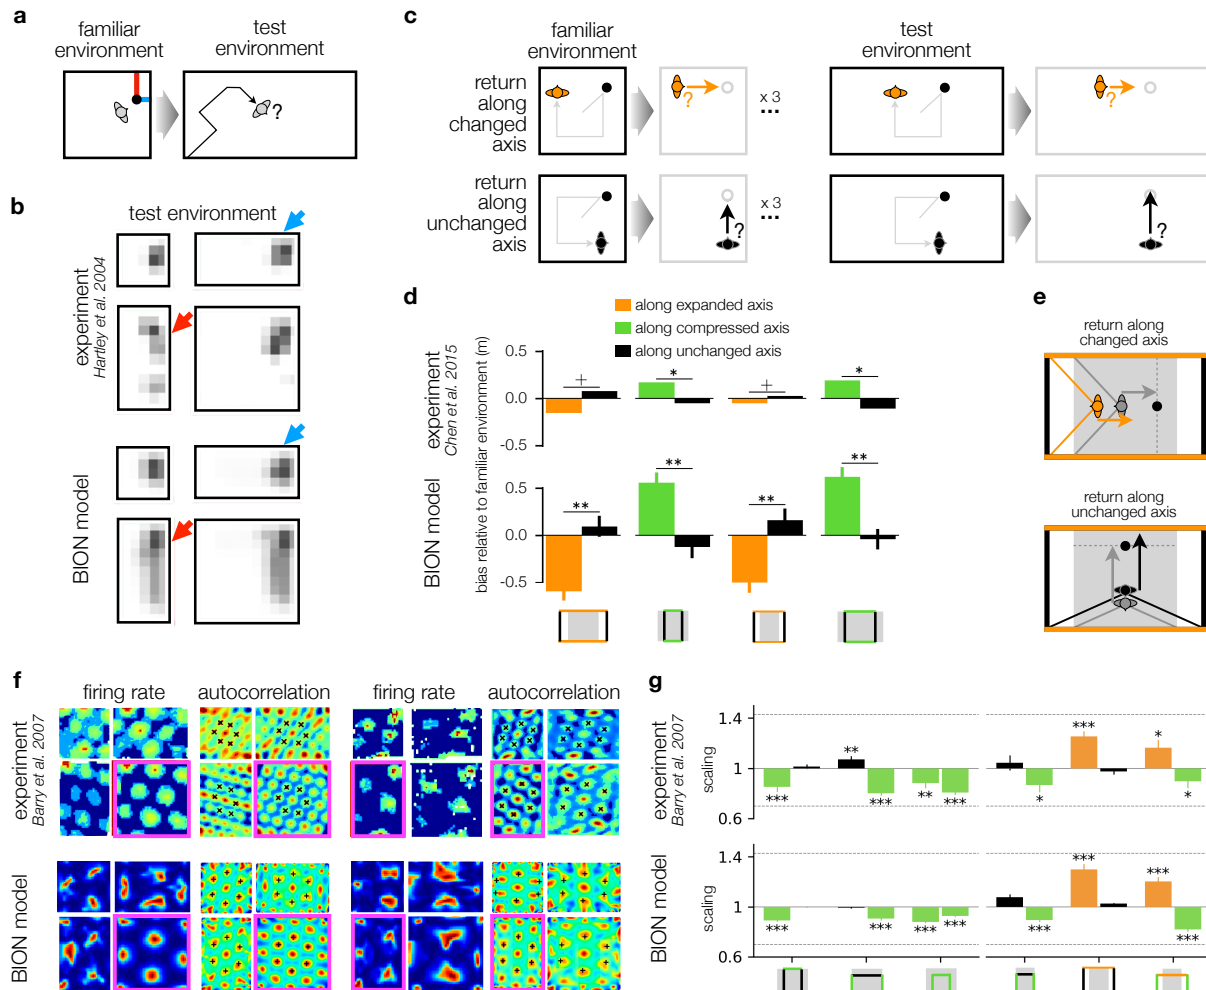 a
familiar
environment
test
environment
?
b
test environment
experiment
Hartley et al. 2004
BION model
c
familiar
environment
test
environment
return
along
changed
axis
?
x 3
...
?
return
along
unchanged
axis
?
x 3
...
?
d
along expanded axis
along compressed axis
along unchanged axis
experiment
Chen et al. 2015
BION model
bias relative to familiar environment (m)
0.5
0.0
-0.5
+
*
+
*
0.5
0.0
-0.5
**
**
**
**
e
return along
changed axis
return along
unchanged axis
f
firing rate
autocorrelation
firing rate
autocorrelation
experiment
Barry et al. 2007
BION model
g
experiment
Barry et al. 2007
scaling
1.4
1
0.6
***
**
***
**
***
*
***
*
*
BION model
scaling
1.4
1
0.6
***
***
***
***
***
***
***
***